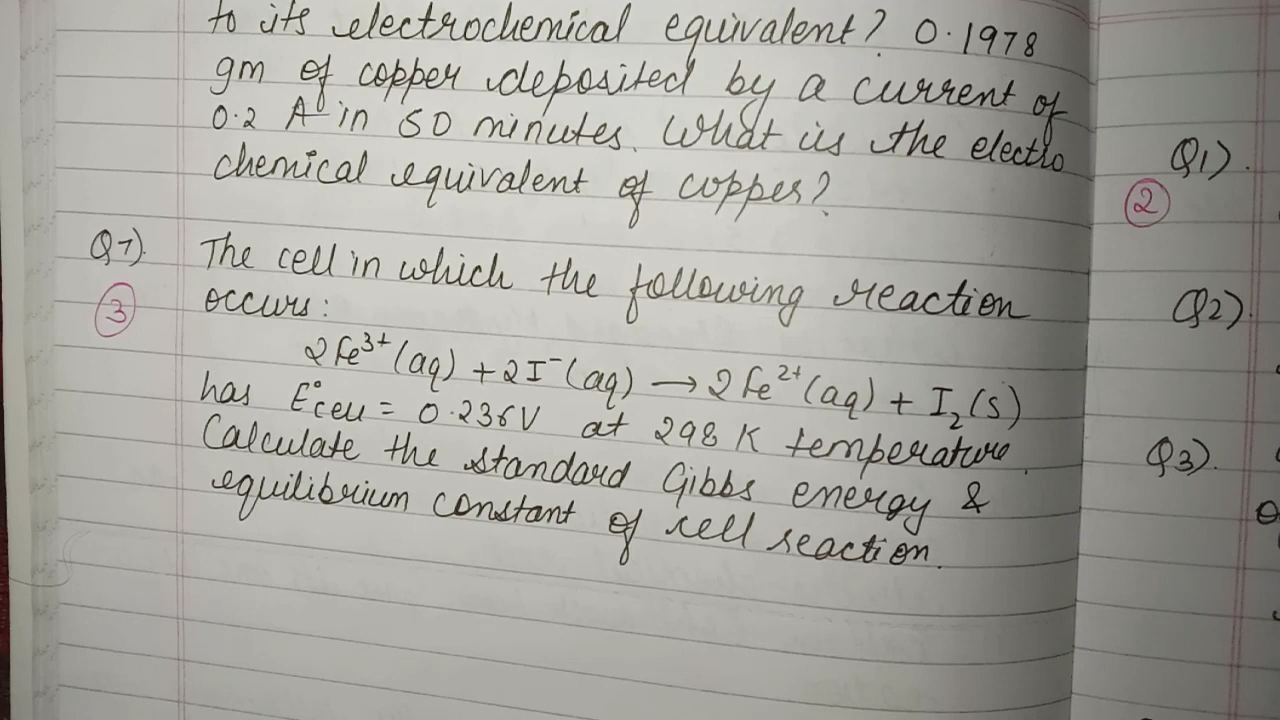 to its electrochemical equivalent? 0.1978
gm of copper deposited by a current of
0.2 A in 50 minutes. What is the electro
chemical equivalent of copper?
Q7). The cell in which the following reaction
3 occurs:
2Fe³⁺(aq) + 2I⁻(aq) → 2Fe²⁺(aq) + I₂(s)
has E°cell = 0.236V at 298 K temperature.
Calculate the standard Gibbs energy &
equilibrium constant of cell reaction.
Q1).
2
Q2).
Q3).